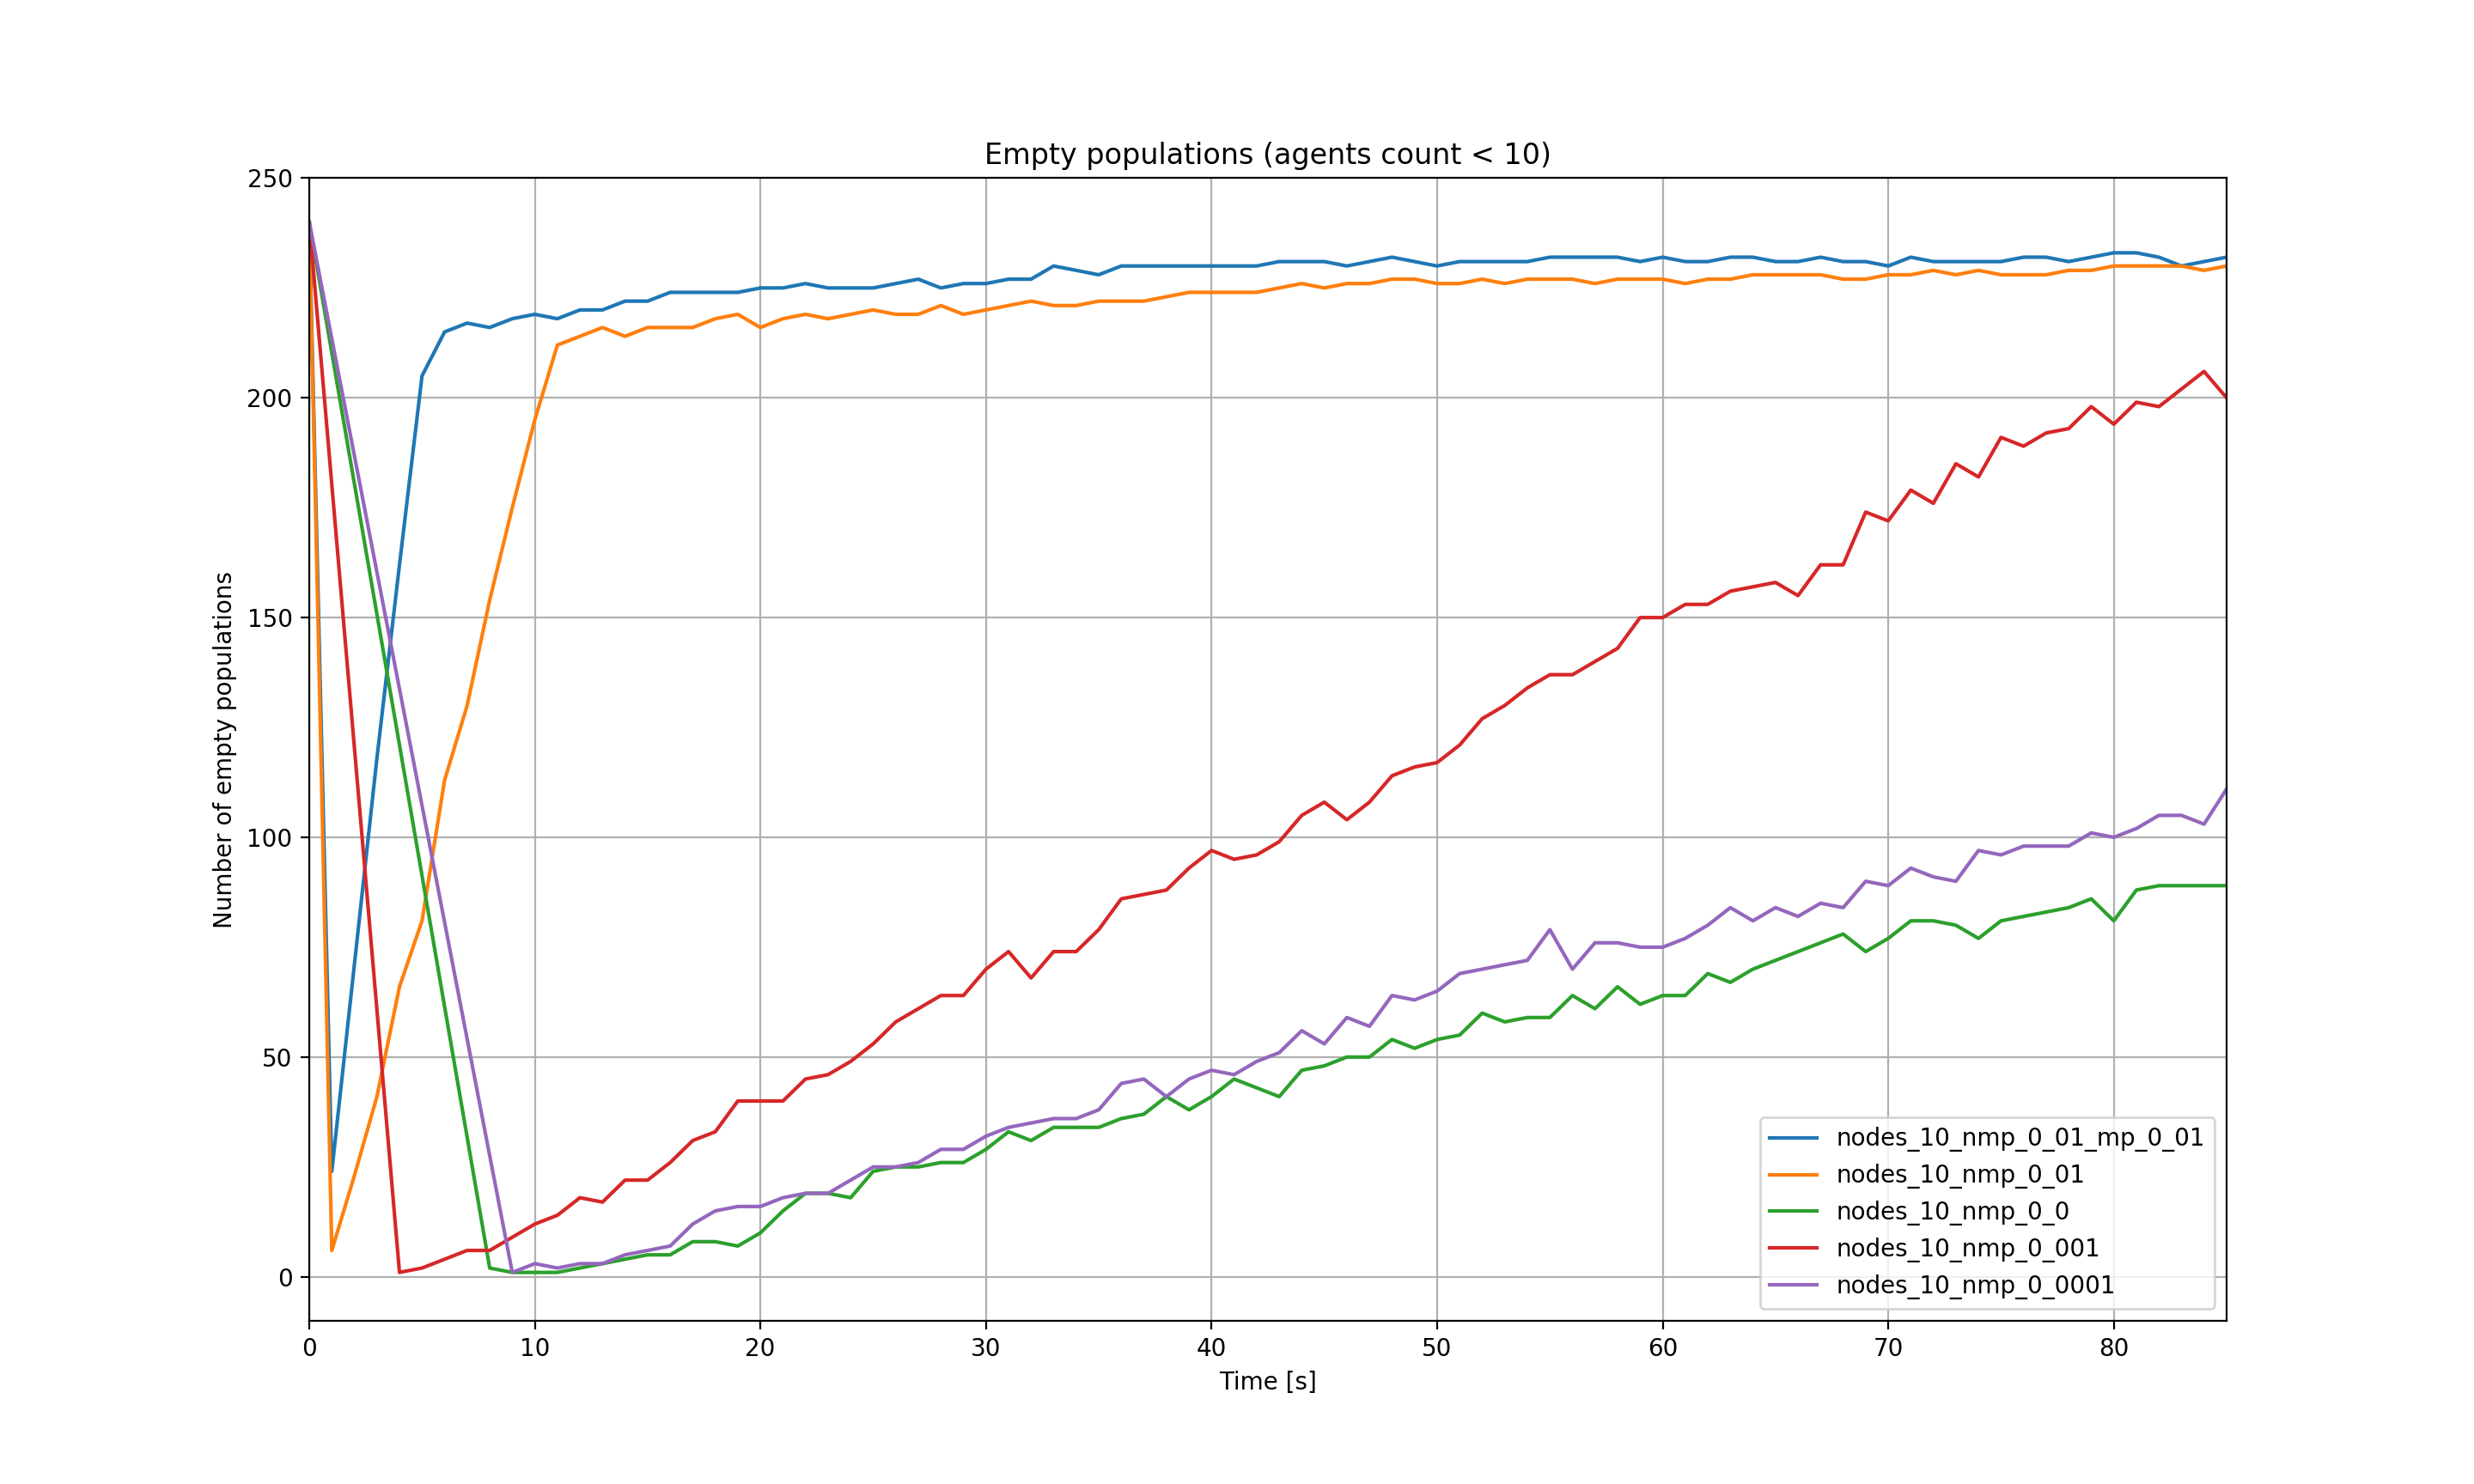 Empty populations (agents count < 10)
250
200
150
100
50
0
Number of empty populations
0 10 20 30 40 50 60 70 80
Time [s]
nodes_10_nmp_0_01_mp_0_01
nodes_10_nmp_0_01
nodes_10_nmp_0_0
nodes_10_nmp_0_001
nodes_10_nmp_0_0001